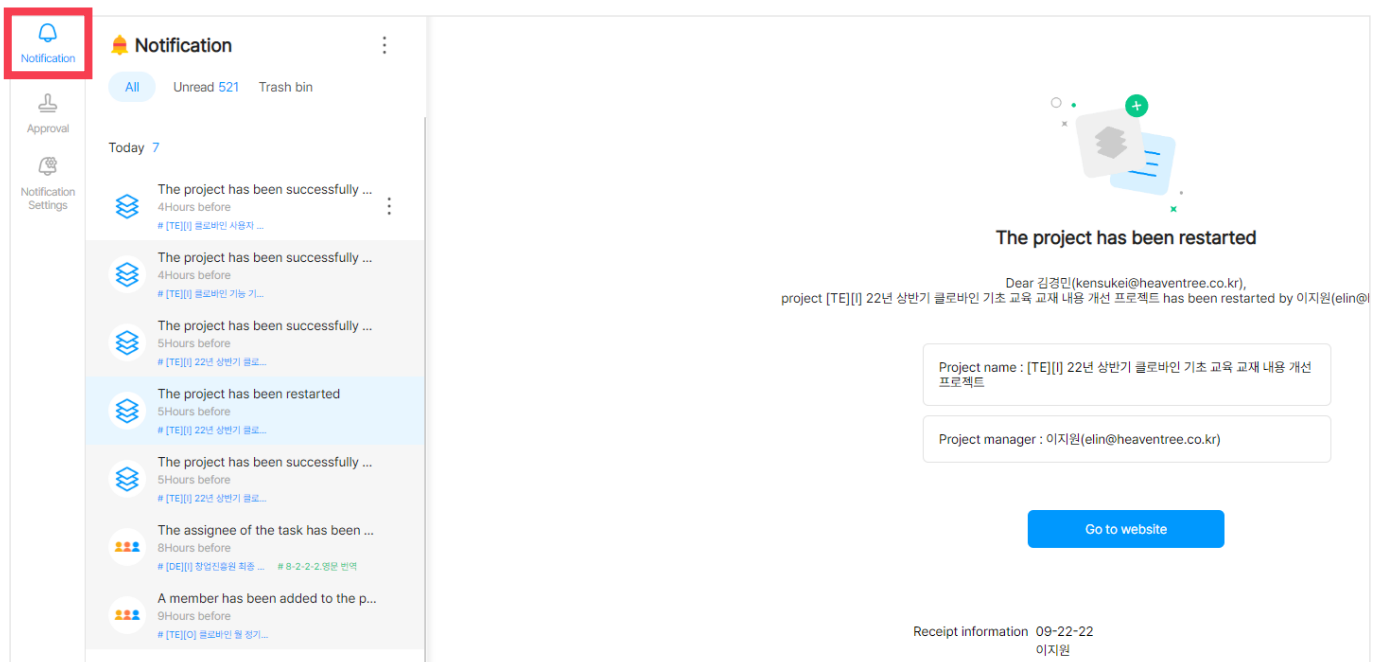 Notification
Approval
Notification
Settings
Notification
All Unread 521 Trash bin
Today 7
The project has been successfully ...
4Hours before
# [TE][I] 클로바인 사용자 ...
The project has been successfully ...
4Hours before
# [TE][I] 클로바인 기능 기...
The project has been successfully ...
5Hours before
# [TE][I] 22년 상반기 클로...
The project has been restarted
5Hours before
# [TE][I] 22년 상반기 클로...
The project has been successfully ...
5Hours before
# [TE][I] 22년 상반기 클로...
The assignee of the task has been ...
8Hours before
# [DE][I] 창업진흥원 최종 ... # 8-2-2-2.영문 번역
A member has been added to the p...
9Hours before
# [TE][O] 클로바인 월 정기...
The project has been restarted
Dear 김경민(kensukei@heaventree.co.kr),
project [TE][I] 22년 상반기 클로바인 기초 교육 교재 내용 개선 프로젝트 has been restarted by 이지원(elin@
Project name : [TE][I] 22년 상반기 클로바인 기초 교육 교재 내용 개선
프로젝트
Project manager : 이지원(elin@heaventree.co.kr)
Go to website
Receipt information 09-22-22
이지원